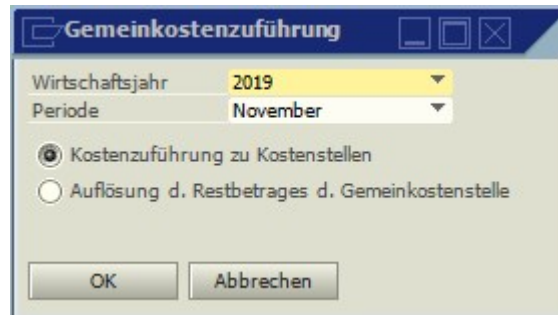 Gemeinkostenzuführung
Wirtschaftsjahr 2019
Periode November
Kostenzuführung zu Kostenstellen
Auflösung d. Restbetrages d. Gemeinkostenstelle
OK Abbrechen